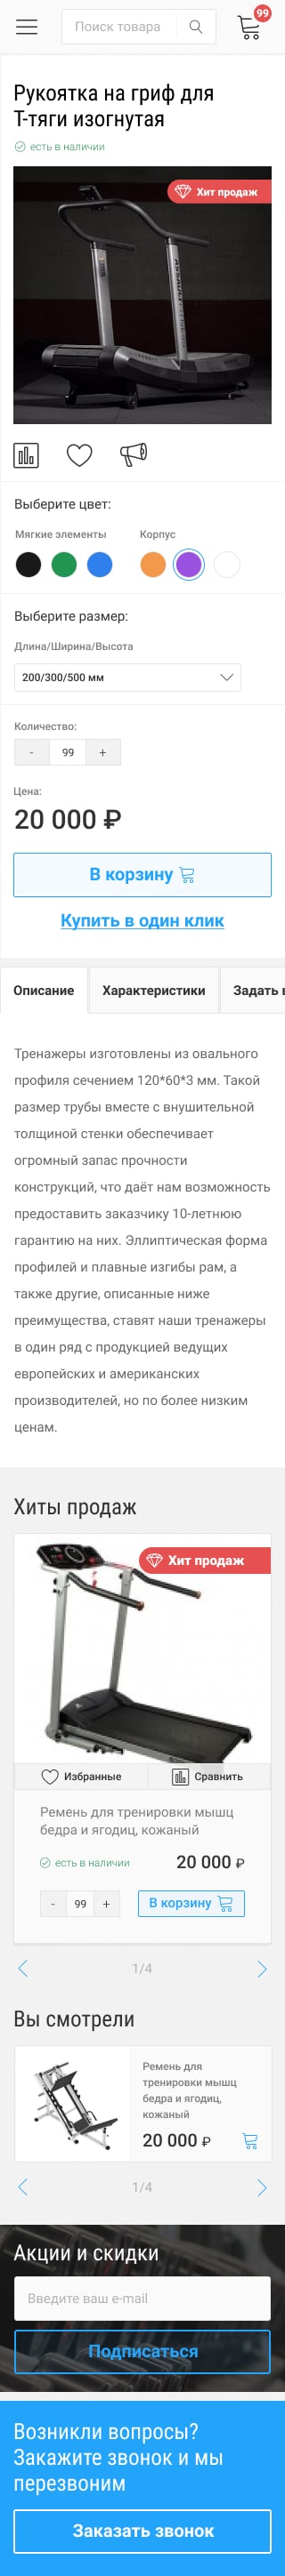 Поиск товара
99
Рукоятка на гриф для
Т-тяги изогнутая
есть в наличии
Хит продаж
Выберите цвет:
Мягкие элементы
Корпус
Выберите размер:
Длина/Ширина/Высота
200/300/500 мм
Количество:
- 99 +
Цена:
20 000 ₽
В корзину
Купить в один клик
Описание
Характеристики
Задать в
Тренажеры изготовлены из овального
профиля сечением 120*60*3 мм. Такой
размер трубы вместе с внушительной
толщиной стенки обеспечивает
огромный запас прочности
конструкций, что даёт нам возможность
предоставить заказчику 10-летнюю
гарантию на них. Эллиптическая форма
профилей и плавные изгибы рам, а
также другие, описанные ниже
преимущества, ставят наши тренажеры
в один ряд с продукцией ведущих
европейских и американских
производителей, но по более низким
ценам.
Хиты продаж
Хит продаж
Избранные
Сравнить
Ремень для тренировки мышц
бедра и ягодиц, кожаный
есть в наличии
20 000 ₽
- 99 +
В корзину
1/4
Вы смотрели
Ремень для
тренировки мышц
бедра и ягодиц,
кожаный
20 000 ₽
1/4
Акции и скидки
Введите ваш e-mail
Подписаться
Возникли вопросы?
Закажите звонок и мы
перезвоним
Заказать звонок